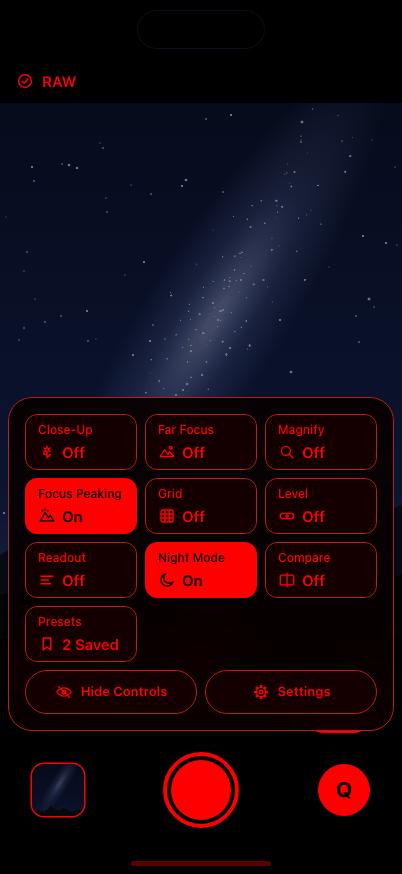 RAW
Close-Up
Off
Far Focus
Off
Magnify
Off
Focus Peaking
On
Grid
Off
Level
Off
Readout
Off
Night Mode
On
Compare
Off
Presets
2 Saved
Hide Controls
Settings
Q